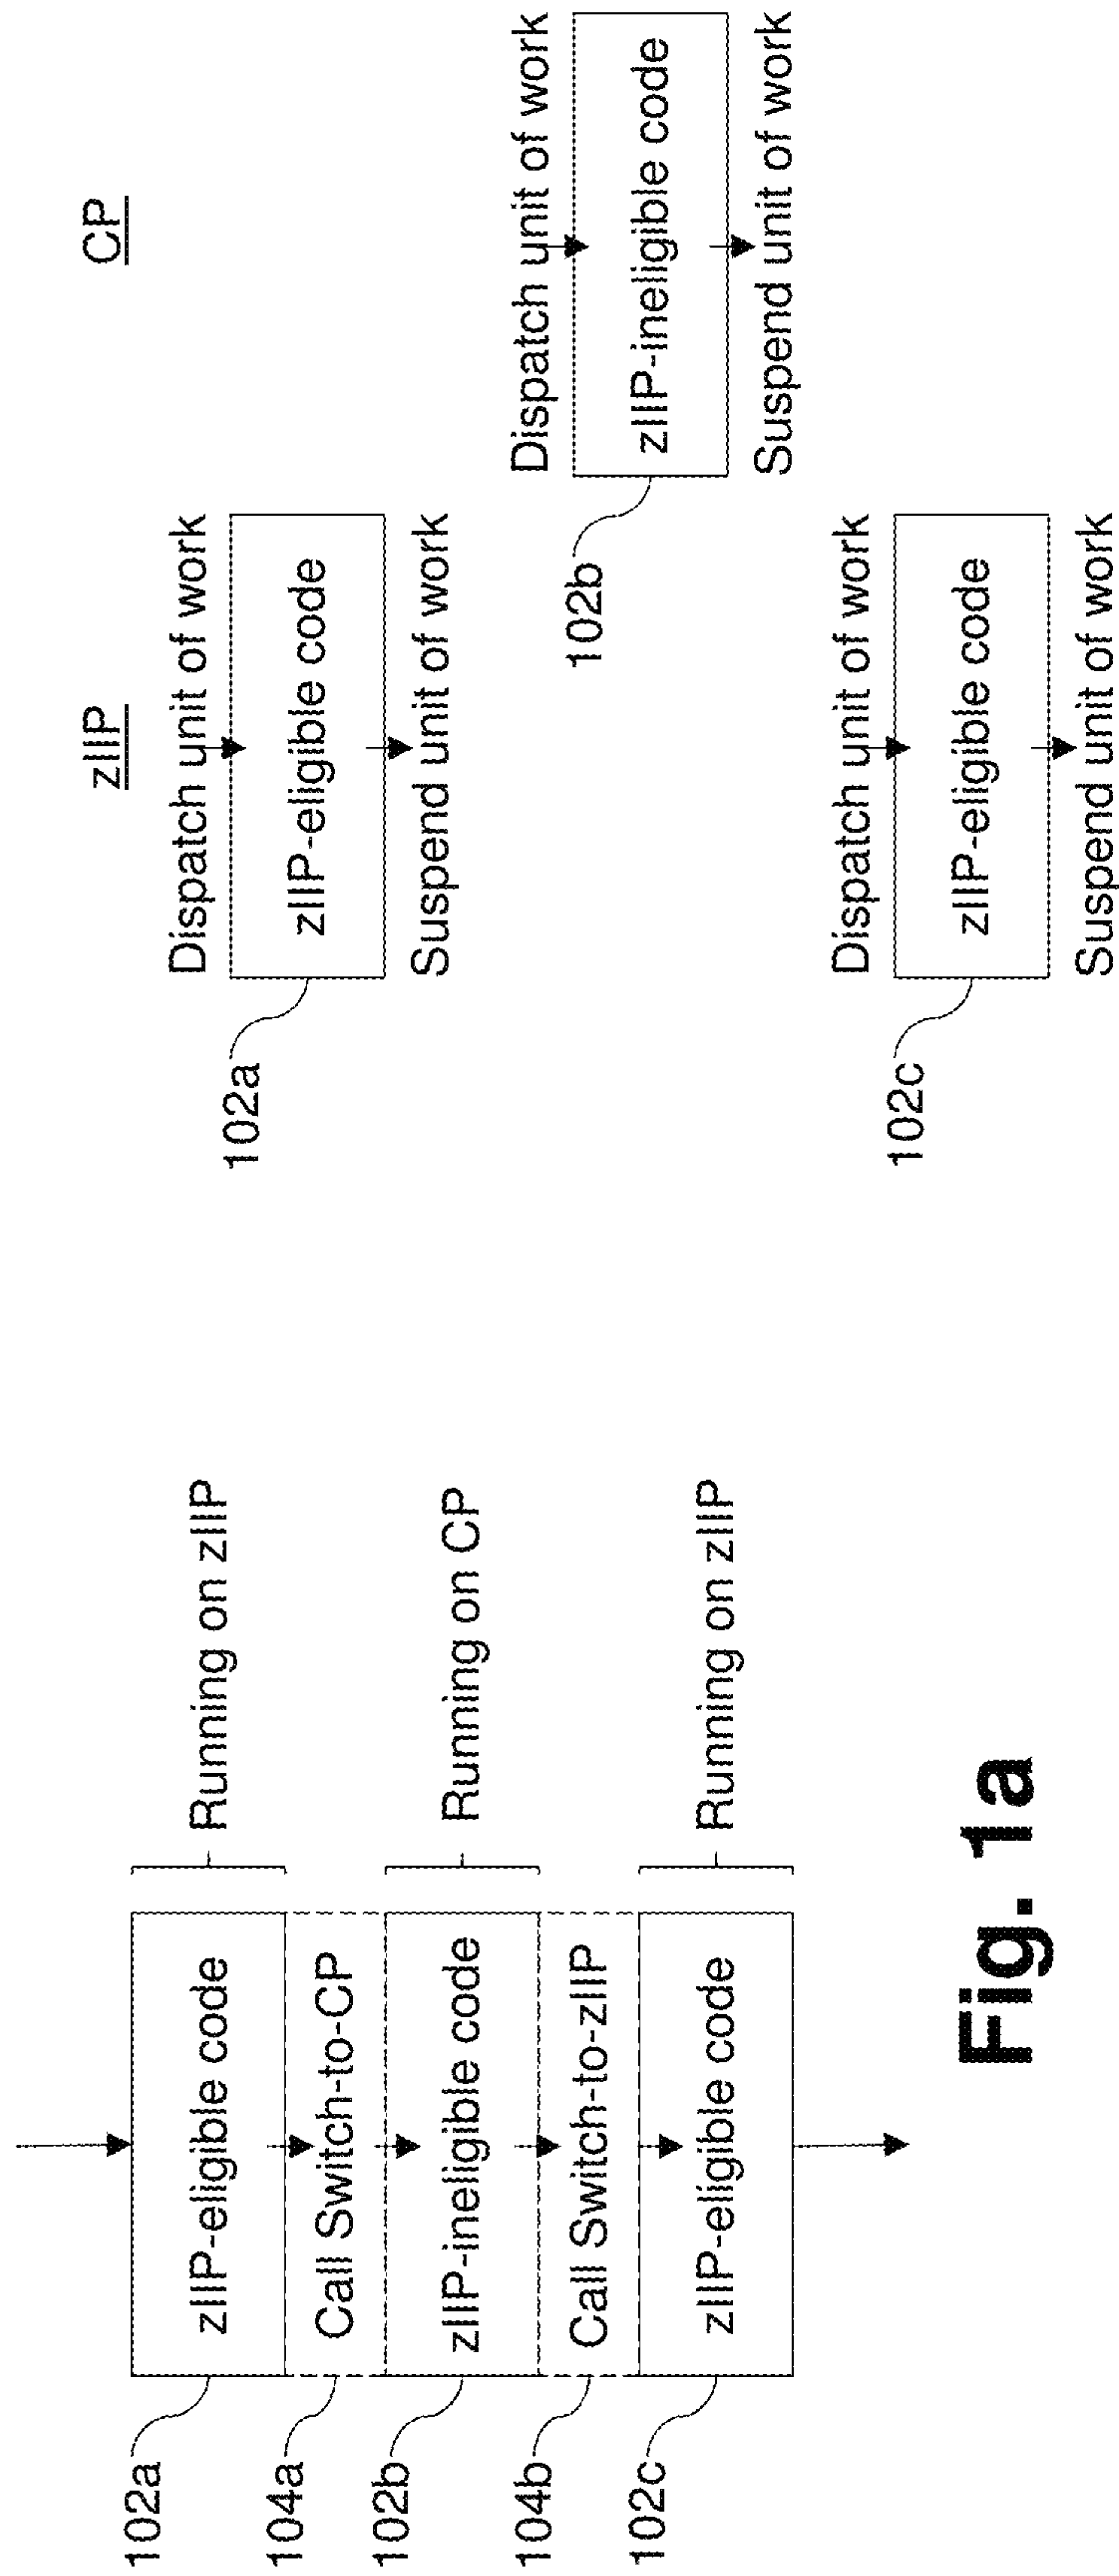 102a
zIIP-eligible code
Running on zIIP
104a
Call Switch-to-CP
102b
zIIP-ineligible code
Running on CP
104b
Call Switch-to-zIIP
102c
zIIP-eligible code
Running on zIIP
zIIP
CP
Dispatch unit of work
102a
zIIP-eligible code
Suspend unit of work
Dispatch unit of work
102b
zIIP-ineligible code
Suspend unit of work
Dispatch unit of work
102c
zIIP-eligible code
Suspend unit of work
Fig. 1a